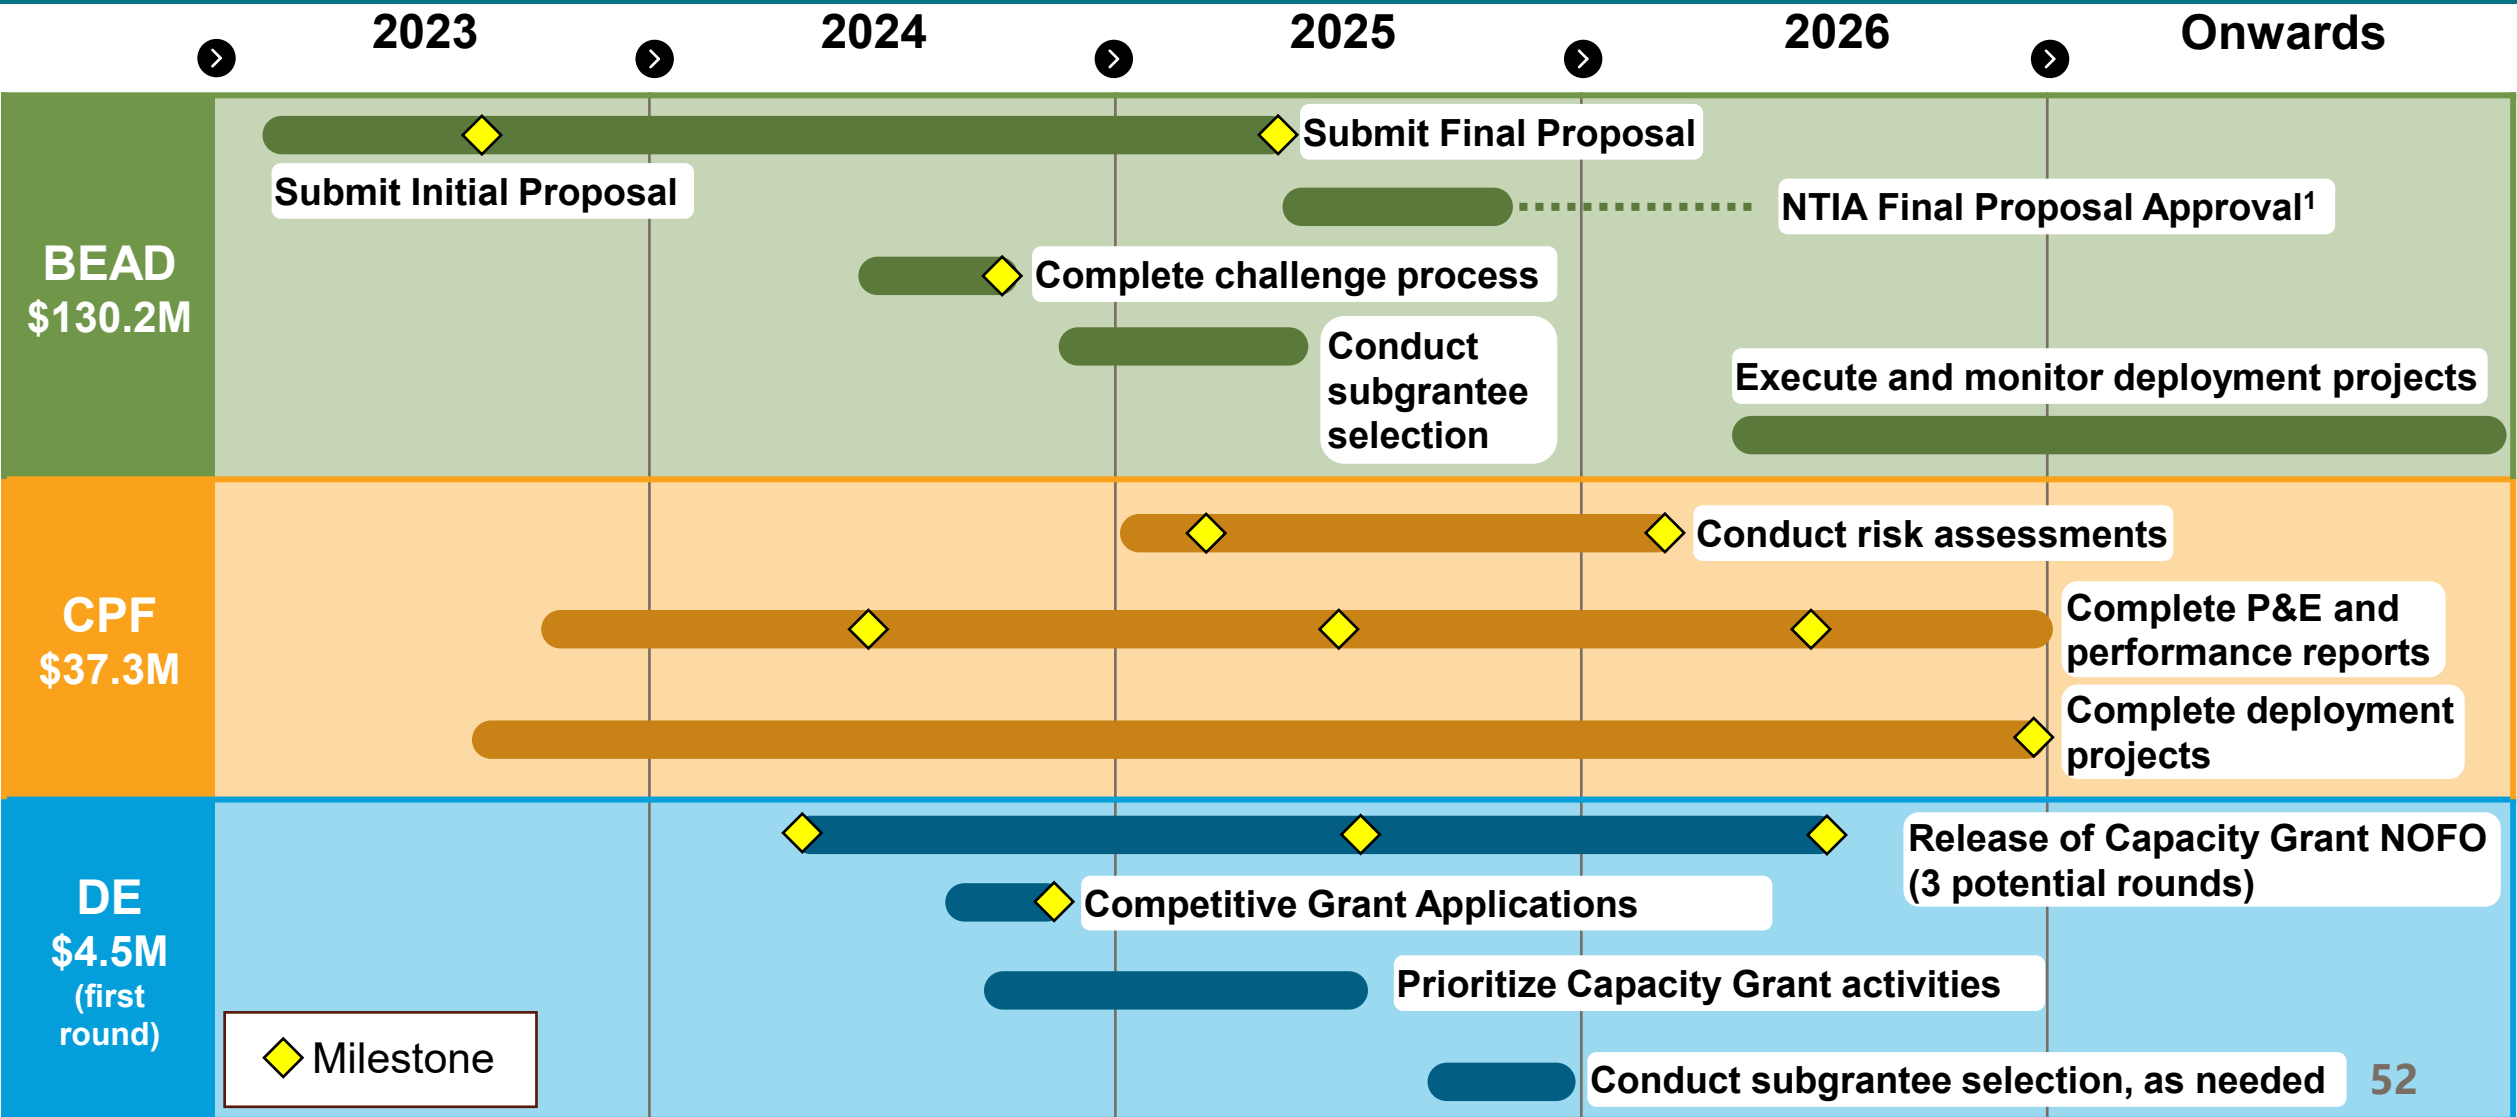 2023
2024
2025
2026
Onwards
BEAD
$130.2M
Submit Final Proposal
Submit Initial Proposal
NTIA Final Proposal Approval¹
Complete challenge process
Conduct
subgrantee
selection
Execute and monitor deployment projects
CPF
$37.3M
Conduct risk assessments
Complete P&E and
performance reports
Complete deployment
projects
DE
$4.5M
(first
round)
Release of Capacity Grant NOFO
(3 potential rounds)
Competitive Grant Applications
Prioritize Capacity Grant activities
Conduct subgrantee selection, as needed
Milestone
52